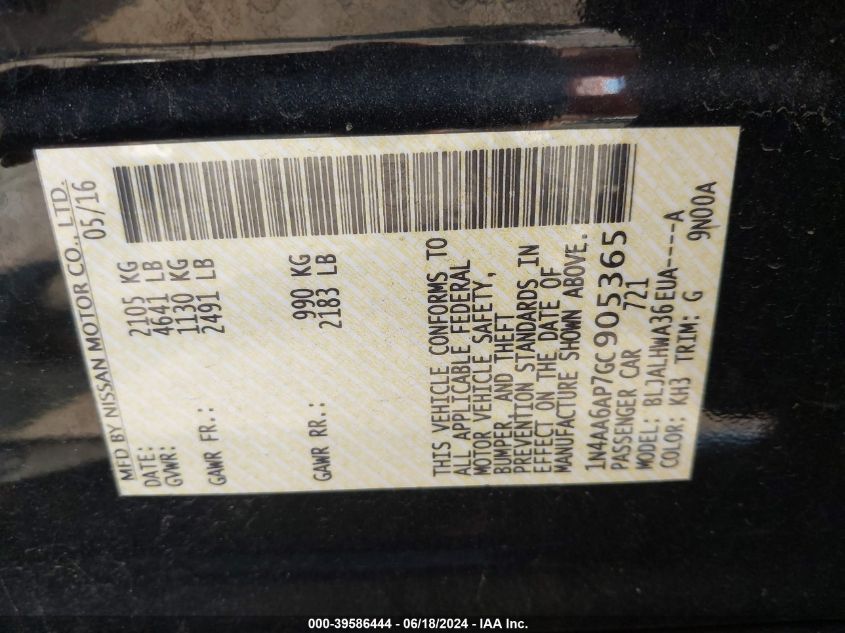 MFD BY NISSAN MOTOR CO., LTD.
DATE: 05/16
GVWR: 2105 KG
4641 LB
GAWR FR.: 1130 KG
2491 LB
GAWR RR.: 990 KG
2183 LB
THIS VEHICLE CONFORMS TO
ALL APPLICABLE FEDERAL
MOTOR VEHICLE SAFETY,
BUMPER, AND THEFT
PREVENTION STANDARDS IN
EFFECT ON THE DATE OF
MANUFACTURE SHOWN ABOVE.
1N4AA6AP7GC905365
PASSENGER CAR 721
MODEL: BLJALHWA36EUA----A
COLOR: KH3 TRIM: G 9N00A
000-39586444 - 06/18/2024 - IAA Inc.